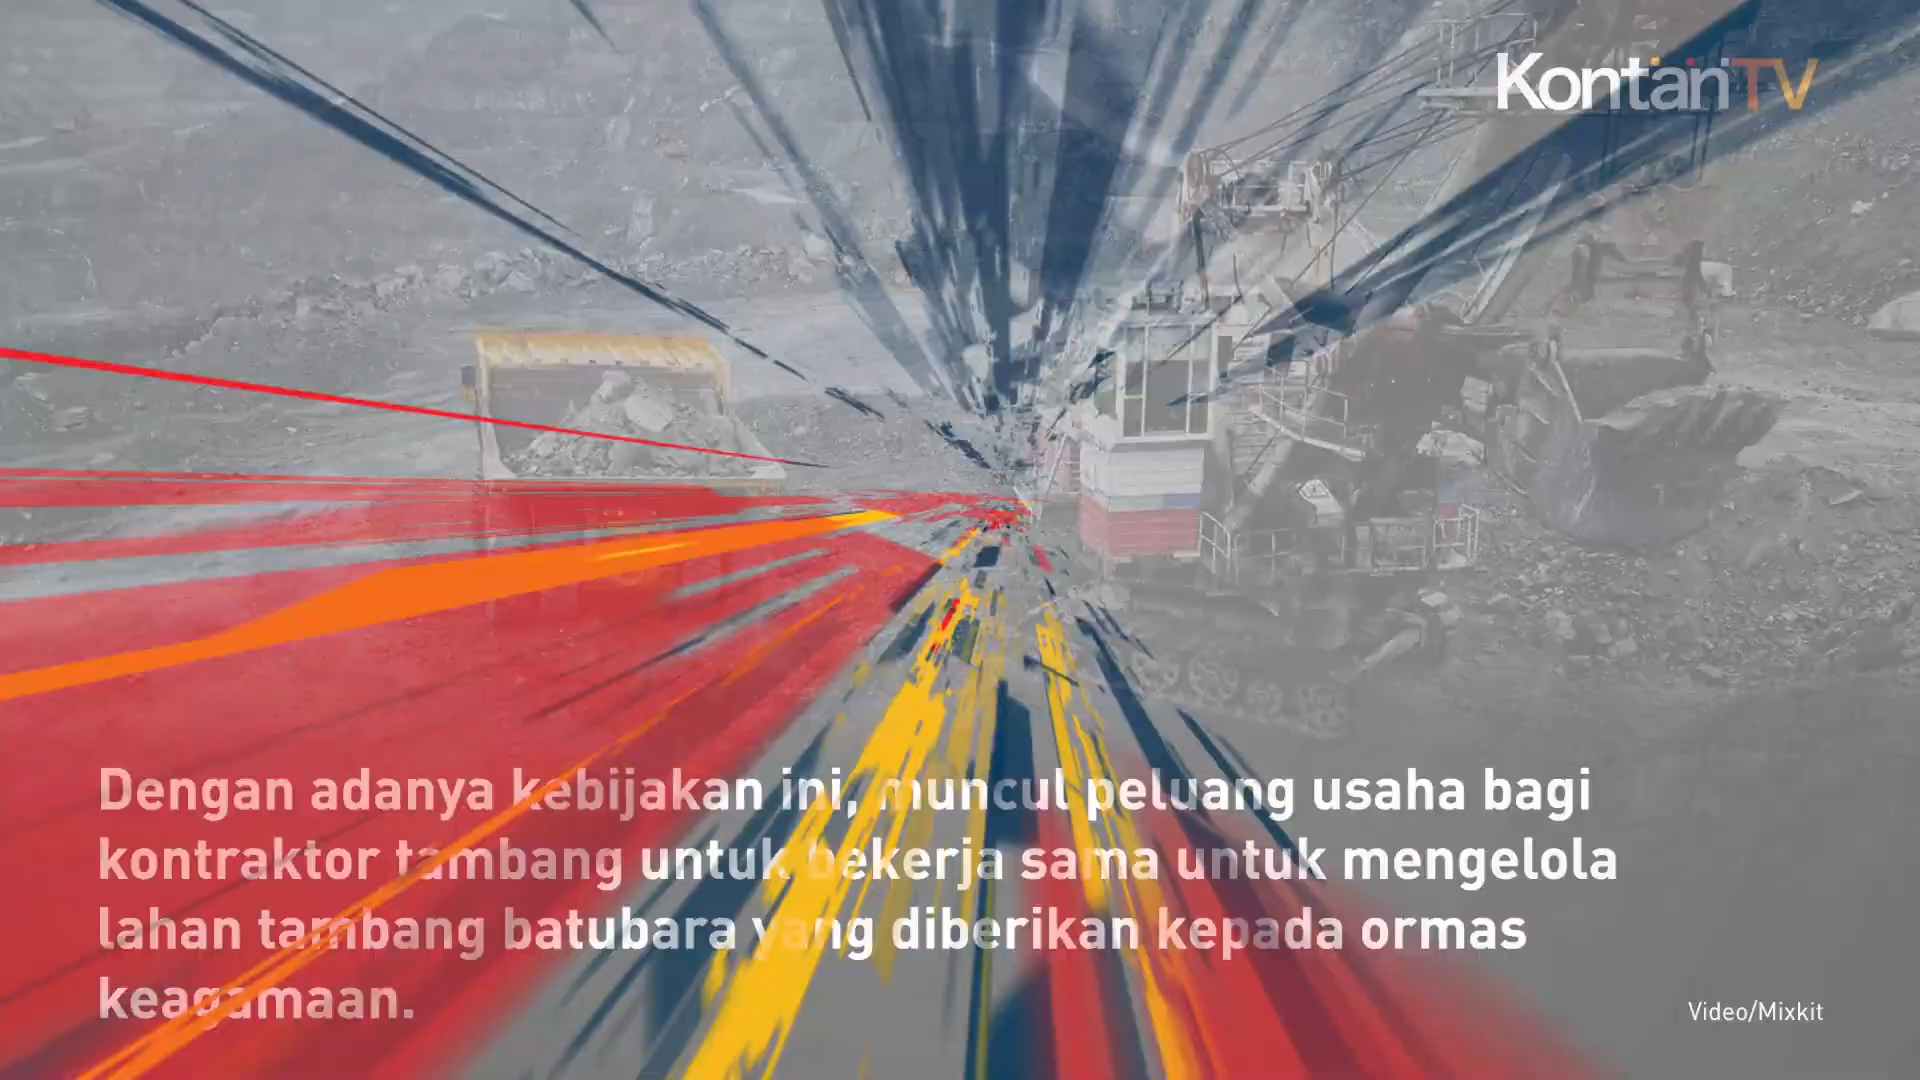 KontanTV
Dengan adanya kebijakan ini, muncul peluang usaha bagi
kontraktor tambang untuk bekerja sama untuk mengelola
lahan tambang batubara yang diberikan kepada ormas
keagamaan.
Video/Mixkit